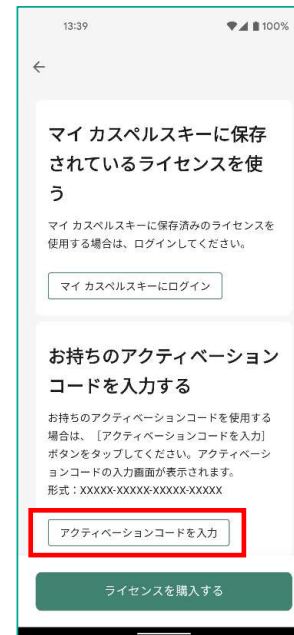 13:39
100%
マイ カスペルスキーに保存
されているライセンスを使
う
マイ カスペルスキーに保存済みのライセンスを
使用する場合は、ログインしてください。
マイ カスペルスキーにログイン
お持ちのアクティベーション
コードを入力する
お持ちのアクティベーションコードを使用する
場合は、［アクティベーションコードを入力］
ボタンをタップしてください。アクティベーシ
ョンコードの入力画面が表示されます。
形式：XXXXX-XXXXX-XXXXX-XXXXX
アクティベーションコードを入力
ライセンスを購入する